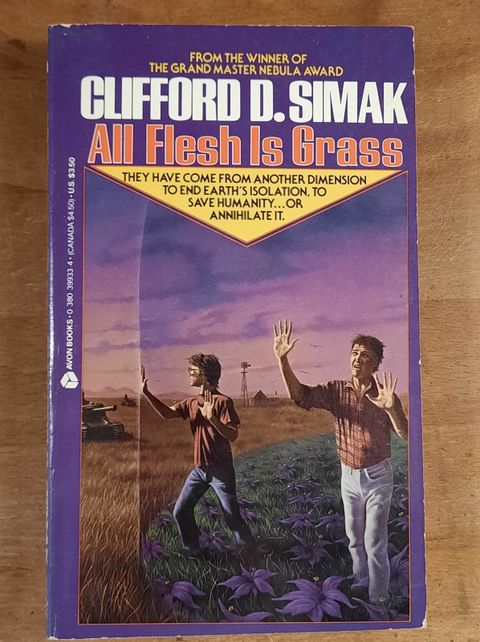 FROM THE WINNER OF
THE GRAND MASTER NEBULA AWARD
CLIFFORD D. SIMAK
All Flesh Is Grass
THEY HAVE COME FROM ANOTHER DIMENSION
TO END EARTH'S ISOLATION, TO
SAVE HUMANITY...OR
ANNIHILATE IT.
AVON BOOKS • 0 380 39933 4 • (CANADA $4.50) • U.S. $3.50